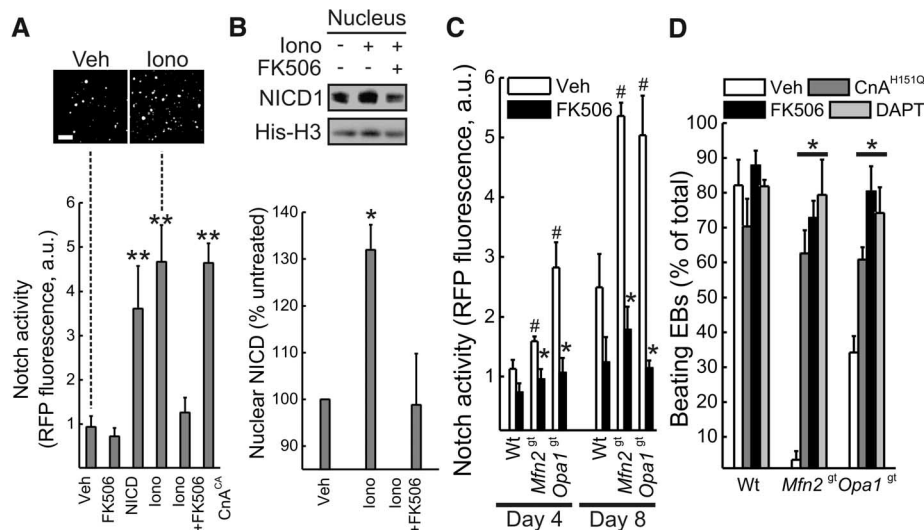 A
Veh Iono
Notch activity
(RFP fluorescence, a.u.)
5
4
3
2
1
**
**
**
Veh
FK506
NICD
Iono
Iono
+FK506
CnA^CA
B
Nucleus
Iono - + +
FK506 - - +
NICD1
His-H3
Nuclear NICD (% untreated)
140
130
120
110
100
90
*
Veh
Iono
Iono
+FK506
C
Notch activity (RFP fluorescence, a.u.)
6
5
4
3
2
1
Veh
FK506
# #
#
#
* *
* *
Wt
Mfn2 gt
Opa1 gt
Wt
Mfn2 gt
Opa1 gt
Day 4 Day 8
D
Veh CnA^H151Q
FK506 DAPT
Beating EBs (% of total)
100
90
80
70
60
50
40
30
20
10
* *
Wt Mfn2 gt Opa1 gt